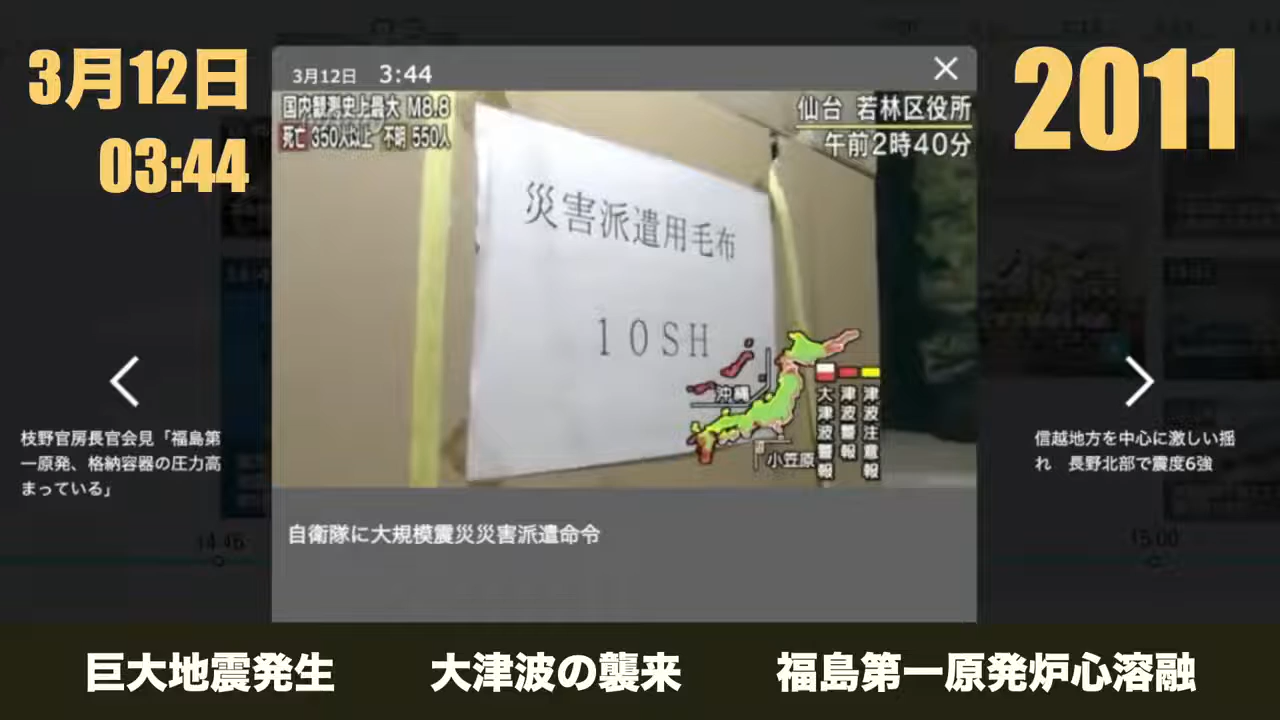 3月12日
03:44
2011
3月12日 3:44
国内観測史上最大 M8.8
死亡 350人以上 不明 550人
仙台 若林区役所
午前2時40分
災害派遣用毛布
10SH
沖縄
小笠原
大津波警報
津波警報
津波注意報
枝野官房長官会見「福島第
一原発、格納容器の圧力高
まっている」
信越地方を中心に激しい揺
れ 長野北部で震度6強
自衛隊に大規模震災災害派遣命令
14:46
15:00
巨大地震発生 大津波の襲来 福島第一原発炉心溶融